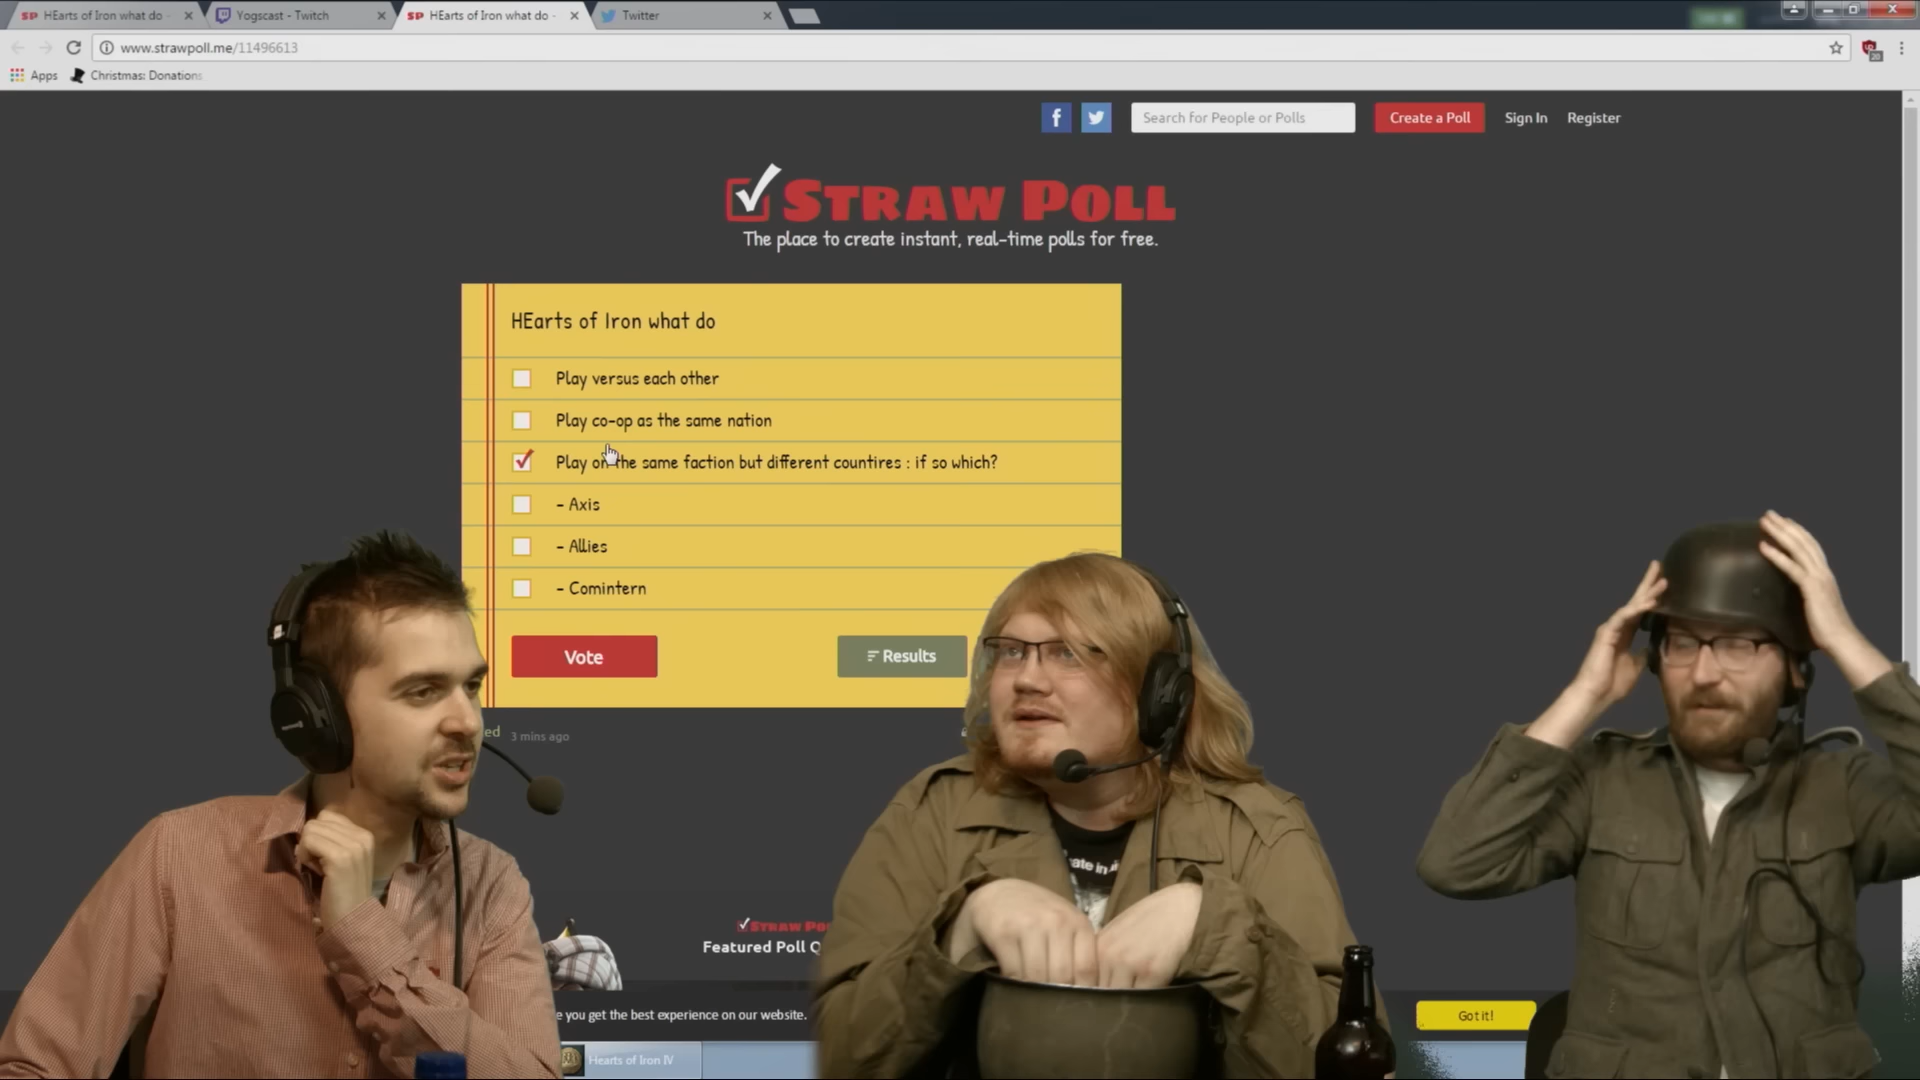 HEarts of Iron what do -
Yogscast - Twitch
HEarts of Iron what do -
Twitter
www.strawpoll.me/11496613
Apps
Christmas: Donations
Search for People or Polls
Create a Poll
Sign In
Register
STRAW POLL
The place to create instant, real-time polls for free.
HEarts of Iron what do
Play versus each other
Play co-op as the same nation
Play on the same faction but different countires : if so which?
- Axis
- Allies
- Comintern
Vote
Results
ed
3 mins ago
STRAW PO
Featured Poll Q
e you get the best experience on our website.
Got it!
Hearts of Iron IV